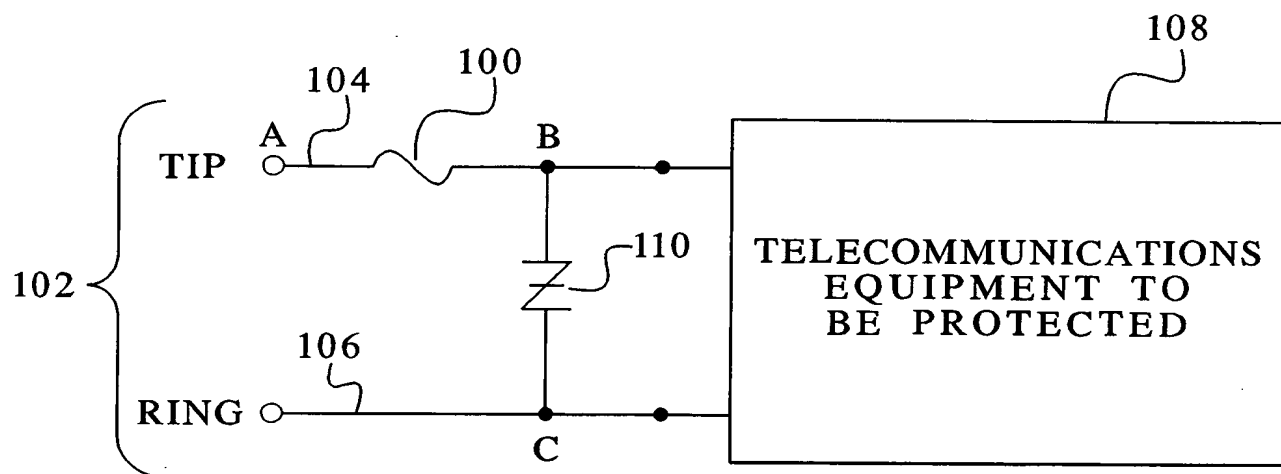 108
100
104
A
B
TIP
110
TELECOMMUNICATIONS
EQUIPMENT TO
BE PROTECTED
102
106
RING
C